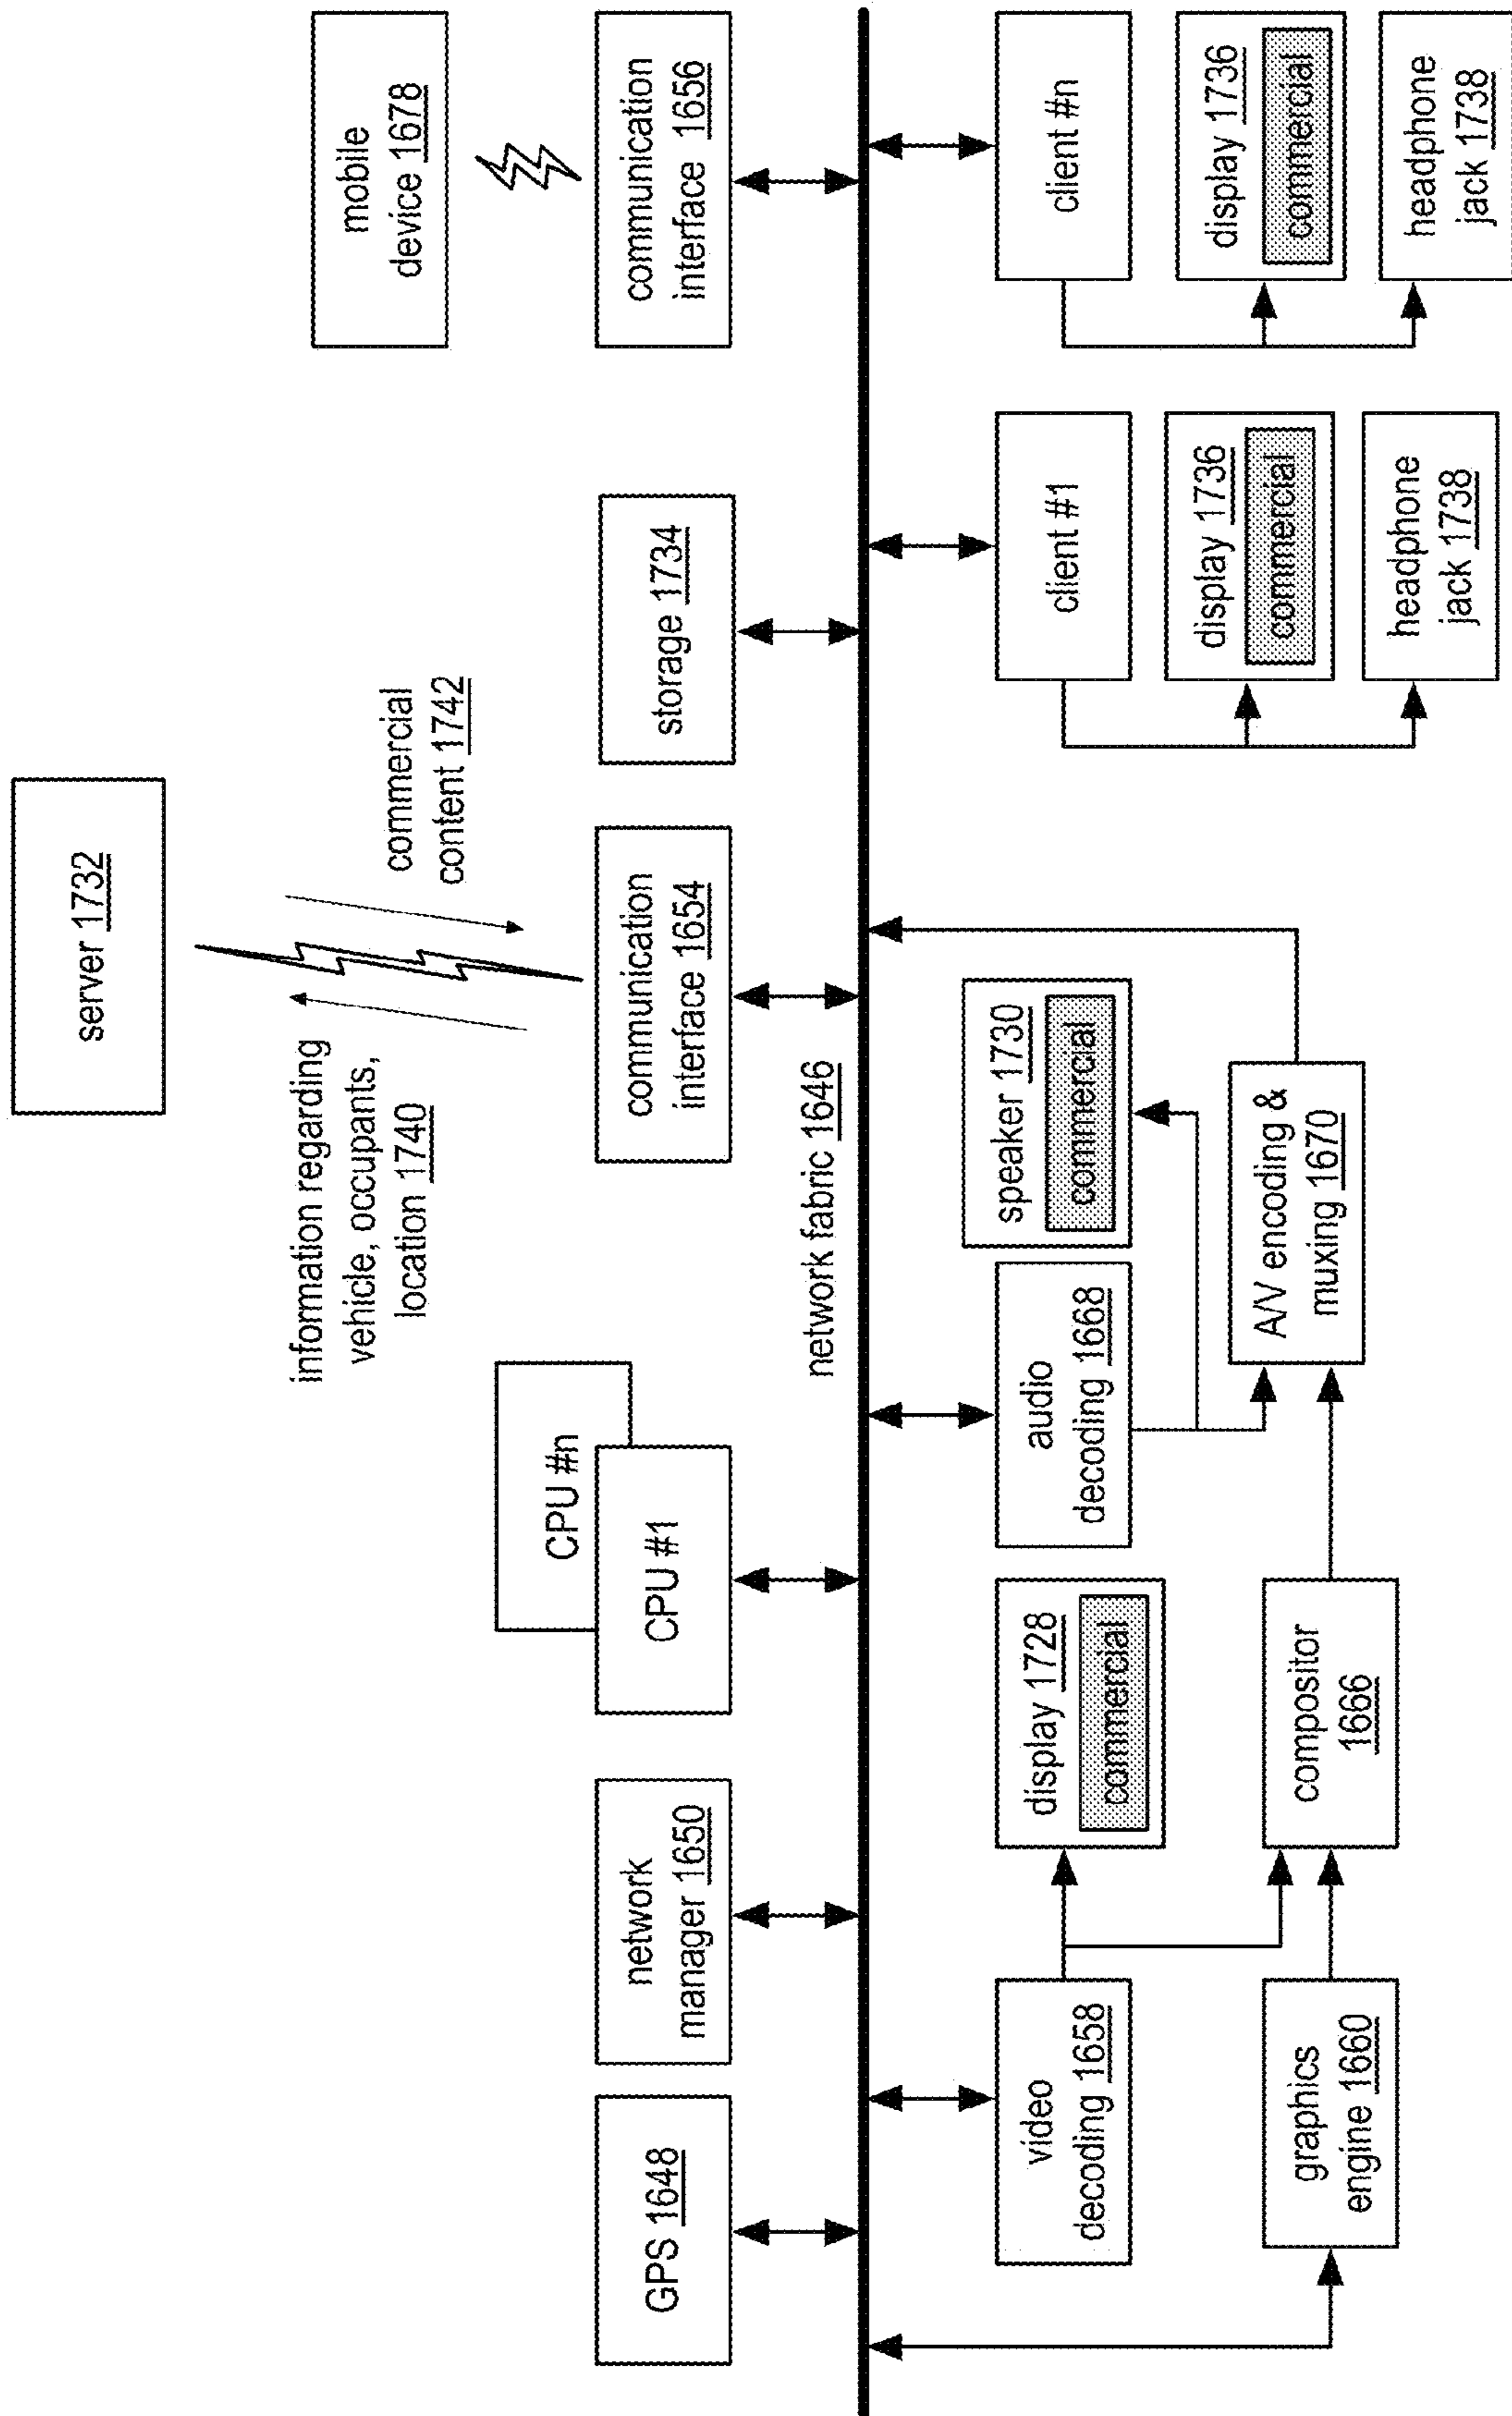 server 1732
information regarding
vehicle, occupants,
location 1740
commercial
content 1742
mobile
device 1678
GPS 1648
network
manager 1650
CPU #n
CPU #1
communication
interface 1654
storage 1734
communication
interface 1656
network fabric 1646
video
decoding 1658
display 1728
commercial
audio
decoding 1668
speaker 1730
commercial
client #1
display 1736
commercial
headphone
jack 1738
client #n
display 1736
commercial
headphone
jack 1738
graphics
engine 1660
compositor
1666
A/V encoding &
muxing 1670